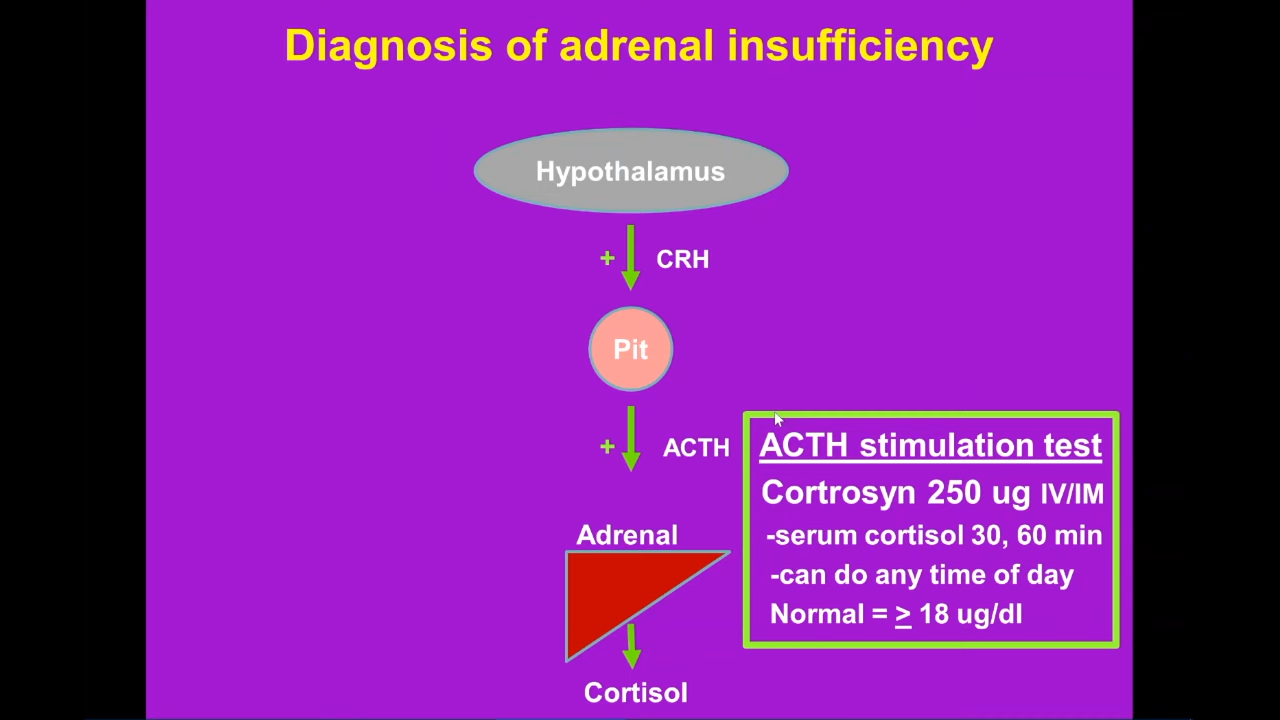 Diagnosis of adrenal insufficiency
Hypothalamus
+ CRH
Pit
+ ACTH
ACTH stimulation test
Cortrosyn 250 ug IV/IM
-serum cortisol 30, 60 min
-can do any time of day
Normal = ≥ 18 ug/dl
Adrenal
Cortisol